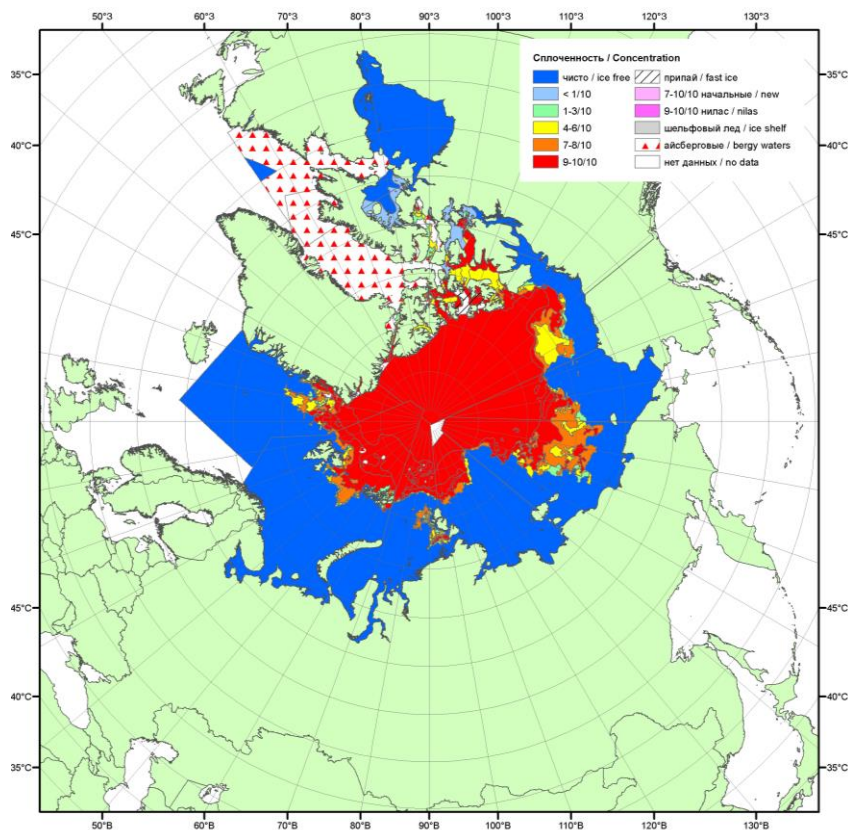 50°З 60°З 70°З 80°З 90°З 100°З 110°З 120°З 130°З
35°С 35°С
40°С 40°С
45°С 45°С
Сплоченность / Concentration
чисто / ice free припай / fast ice
< 1/10 7-10/10 начальные / new
1-3/10 9-10/10 нилас / nilas
4-6/10 шельфовый лед / ice shelf
7-8/10 айсберговые / bergy waters
9-10/10 нет данных / no data
45°С 45°С
40°С 40°С
35°С 35°С
50°В 60°В 70°В 80°В 90°В 100°В 110°В 120°В 130°В